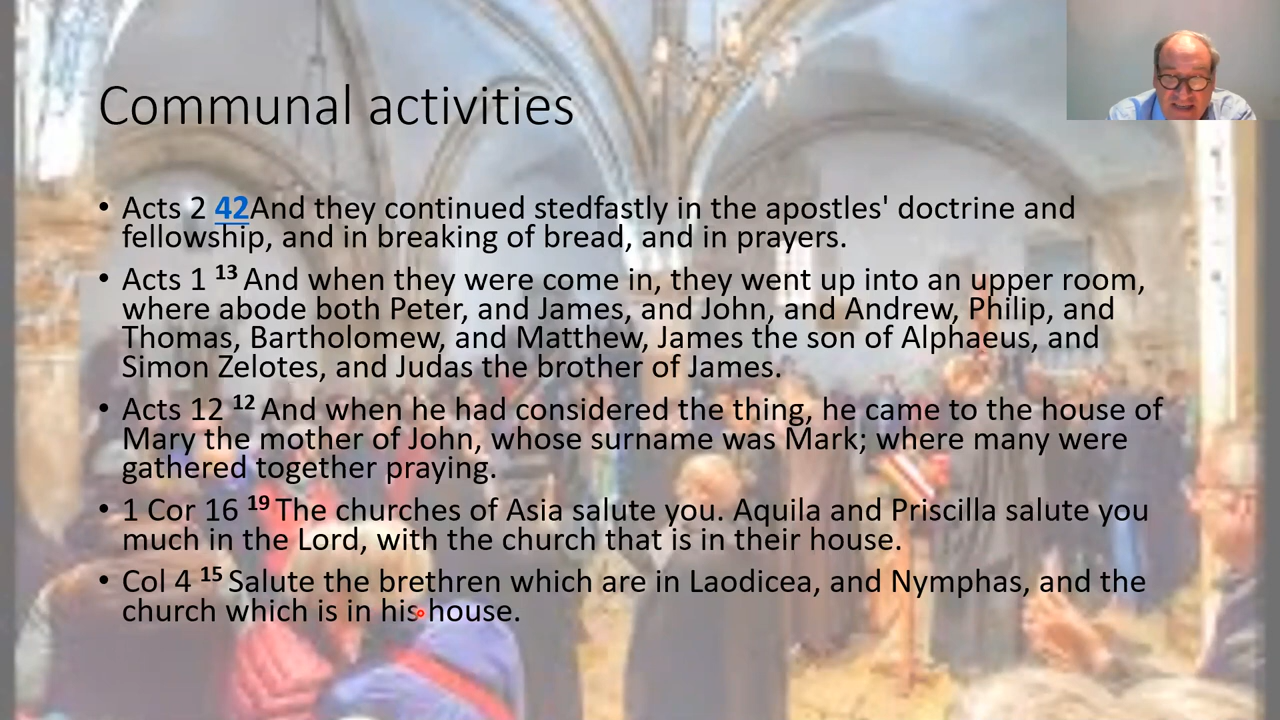 Communal activities
• Acts 2 42And they continued stedfastly in the apostles' doctrine and
fellowship, and in breaking of bread, and in prayers.
• Acts 1 13 And when they were come in, they went up into an upper room,
where abode both Peter, and James, and John, and Andrew, Philip, and
Thomas, Bartholomew, and Matthew, James the son of Alphaeus, and
Simon Zelotes, and Judas the brother of James.
• Acts 12 12 And when he had considered the thing, he came to the house of
Mary the mother of John, whose surname was Mark; where many were
gathered together praying.
• 1 Cor 16 19 The churches of Asia salute you. Aquila and Priscilla salute you
much in the Lord, with the church that is in their house.
• Col 4 15 Salute the brethren which are in Laodicea, and Nymphas, and the
church which is in his house.